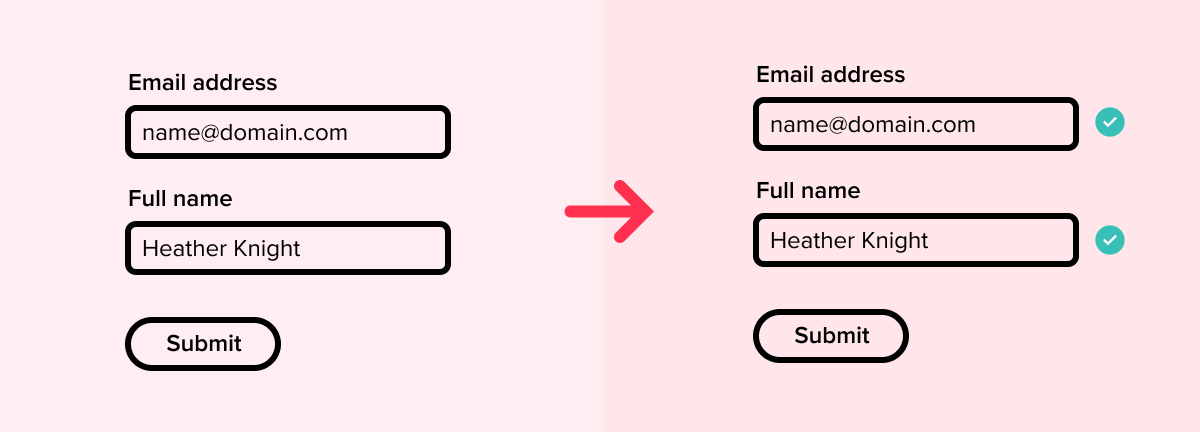 Email address
name@domain.com
Full name
Heather Knight
Submit
Email address
name@domain.com
Full name
Heather Knight
Submit